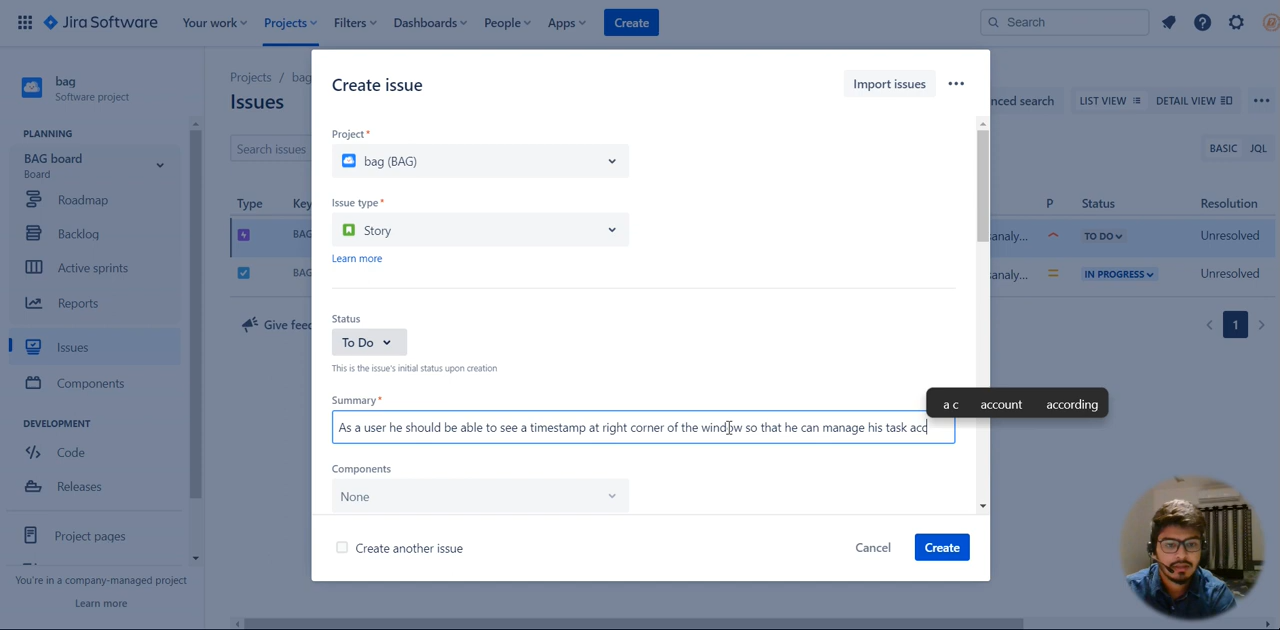 Jira Software
Your work
Projects
Filters
Dashboards
People
Apps
Create
Search
bag
Software project
PLANNING
BAG board
Board
Roadmap
Backlog
Active sprints
Reports
Issues
Components
DEVELOPMENT
Code
Releases
Project pages
You're in a company-managed project
Learn more
Projects / bag
Issues
Search issues
Type
Key
BAG
BAG
Give feed
Create issue
Import issues
Project*
bag (BAG)
Issue type*
Story
Learn more
Status
To Do
This is the issue's initial status upon creation
Summary*
As a user he should be able to see a timestamp at right corner of the window so that he can manage his task acc
a c account according
Components
None
Create another issue
Cancel
Create
nced search
LIST VIEW
DETAIL VIEW
BASIC
JQL
P
Status
Resolution
analy...
TO DO
Unresolved
sanaly...
IN PROGRESS
Unresolved
1